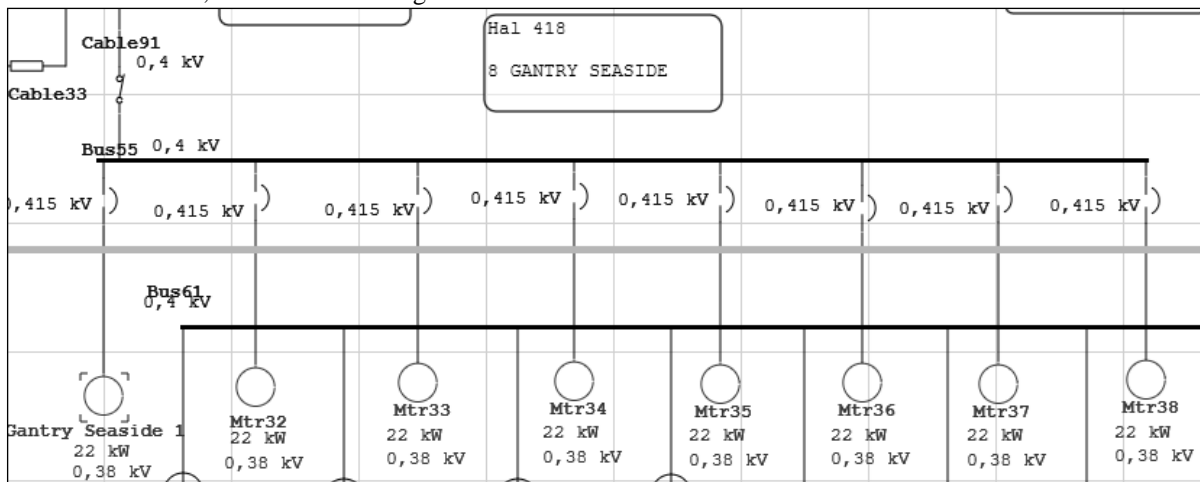 Cable91
0,4 kV
Cable33
Hal 418
8 GANTRY SEASIDE
Bus55 0,4 kV
,415 kV
0,415 kV
0,415 kV
0,415 kV
0,415 kV
0,415 kV
0,415 kV
0,415 kV
Bus61
0,4 kV
Gantry Seaside 1
22 kW
0,38 kV
Mtr32
22 kW
0,38 kV
Mtr33
22 kW
0,38 kV
Mtr34
22 kW
0,38 kV
Mtr35
22 kW
0,38 kV
Mtr36
22 kW
0,38 kV
Mtr37
22 kW
0,38 kV
Mtr38
22 kW
0,38 kV